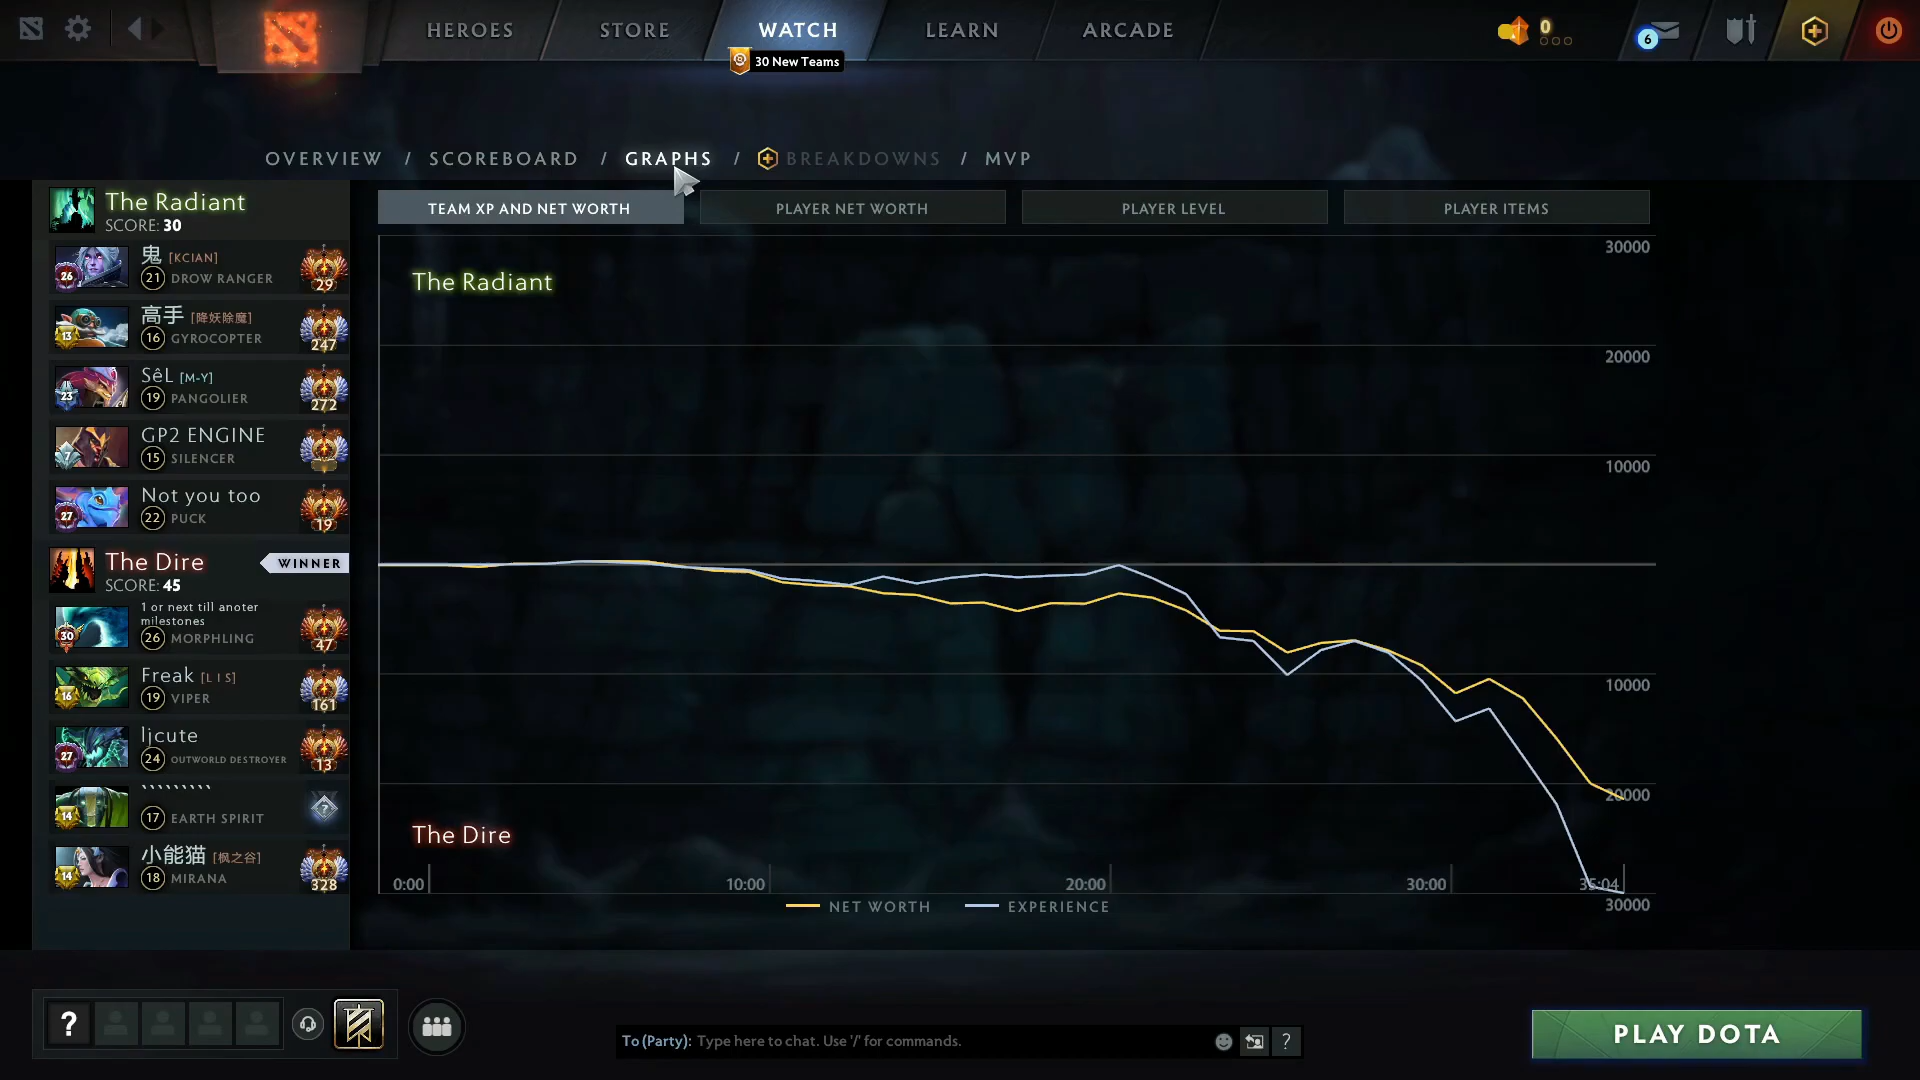 HEROES
STORE
WATCH
LEARN
ARCADE
0
6
30 New Teams
OVERVIEW / SCOREBOARD / GRAPHS / BREAKDOWNS / MVP
The Radiant
SCORE: 30
26
鬼 [KCIAN]
21 DROW RANGER
29
13
高手 [降妖除魔]
16 GYROCOPTER
247
23
SêL [M-Y]
19 PANGOLIER
272
7
GP2 ENGINE
15 SILENCER
27
Not you too
22 PUCK
19
The Dire
WINNER
SCORE: 45
30
1 or next till anoter
milestones
26 MORPHLING
47
16
Freak [L I S]
19 VIPER
161
27
ljcute
24 OUTWORLD DESTROYER
13
14
17 EARTH SPIRIT
?
14
小能猫 [枫之谷]
18 MIRANA
328
TEAM XP AND NET WORTH
PLAYER NET WORTH
PLAYER LEVEL
PLAYER ITEMS
The Radiant
30000
20000
10000
10000
20000
30000
The Dire
0:00
10:00
20:00
30:00
35:04
NET WORTH
EXPERIENCE
?
To (Party): Type here to chat. Use '/' for commands.
?
PLAY DOTA